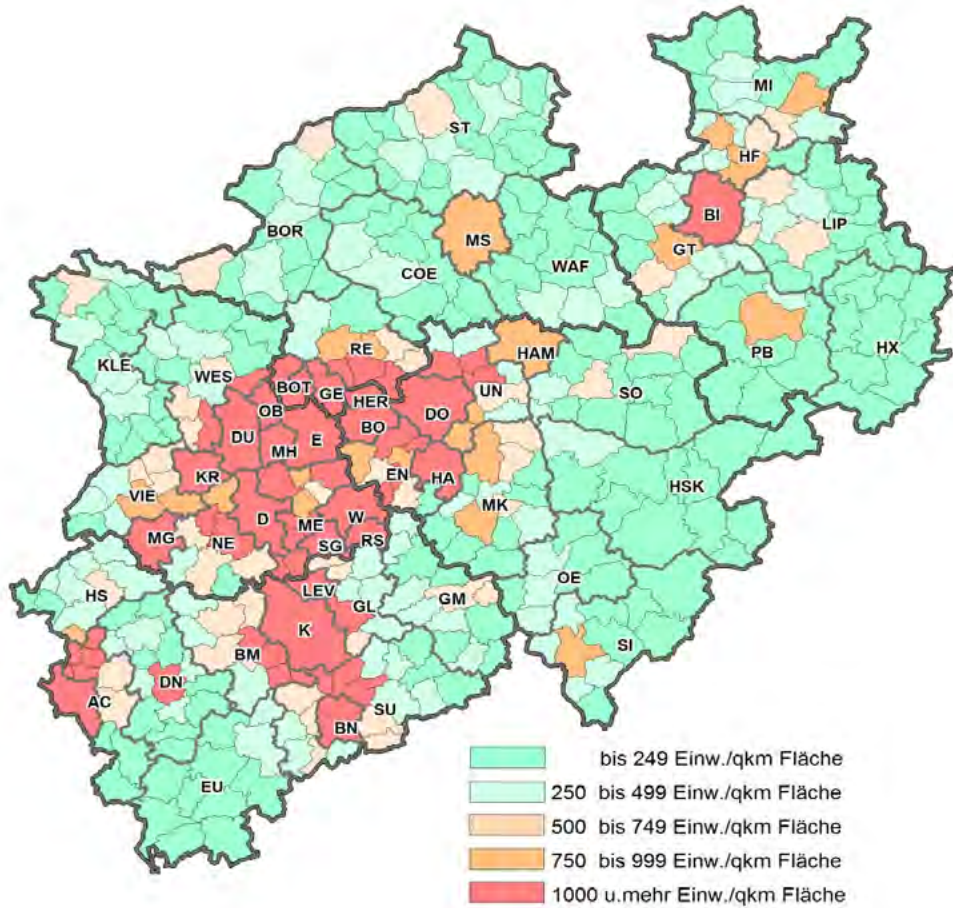 MI
ST
HF
BI
BOR
LIP
MS
GT
COE
WAF
RE
HAM
PB
HX
KLE
WES
BOT
GE
UN
SO
OB
HER
DO
DU
BO
E
MH
KR
EN
HA
HSK
VIE
MK
D
W
ME
MG
NE
RS
SG
OE
HS
LEV
GL
GM
K
SI
BM
DN
AC
SU
BN
EU
bis 249 Einw./qkm Fläche
250 bis 499 Einw./qkm Fläche
500 bis 749 Einw./qkm Fläche
750 bis 999 Einw./qkm Fläche
1000 u.mehr Einw./qkm Fläche